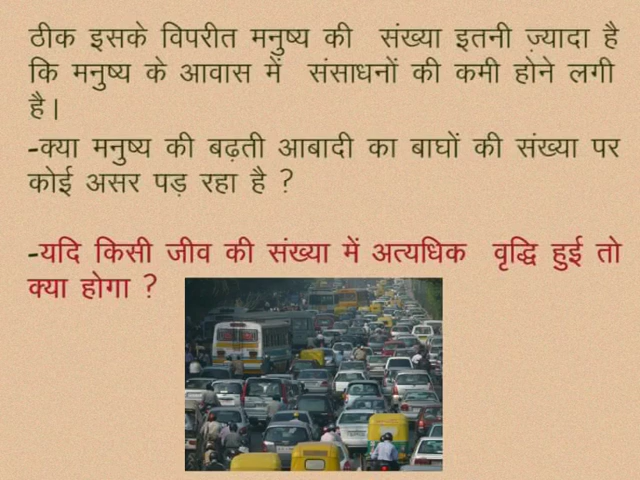 ठीक इसके विपरीत मनुष्य की संख्या इतनी ज़्यादा है
कि मनुष्य के आवास में संसाधनों की कमी होने लगी
है।
-क्या मनुष्य की बढ़ती आबादी का बाघों की संख्या पर
कोई असर पड़ रहा है ?
-यदि किसी जीव की संख्या में अत्यधिक वृद्धि हुई तो
क्या होगा ?